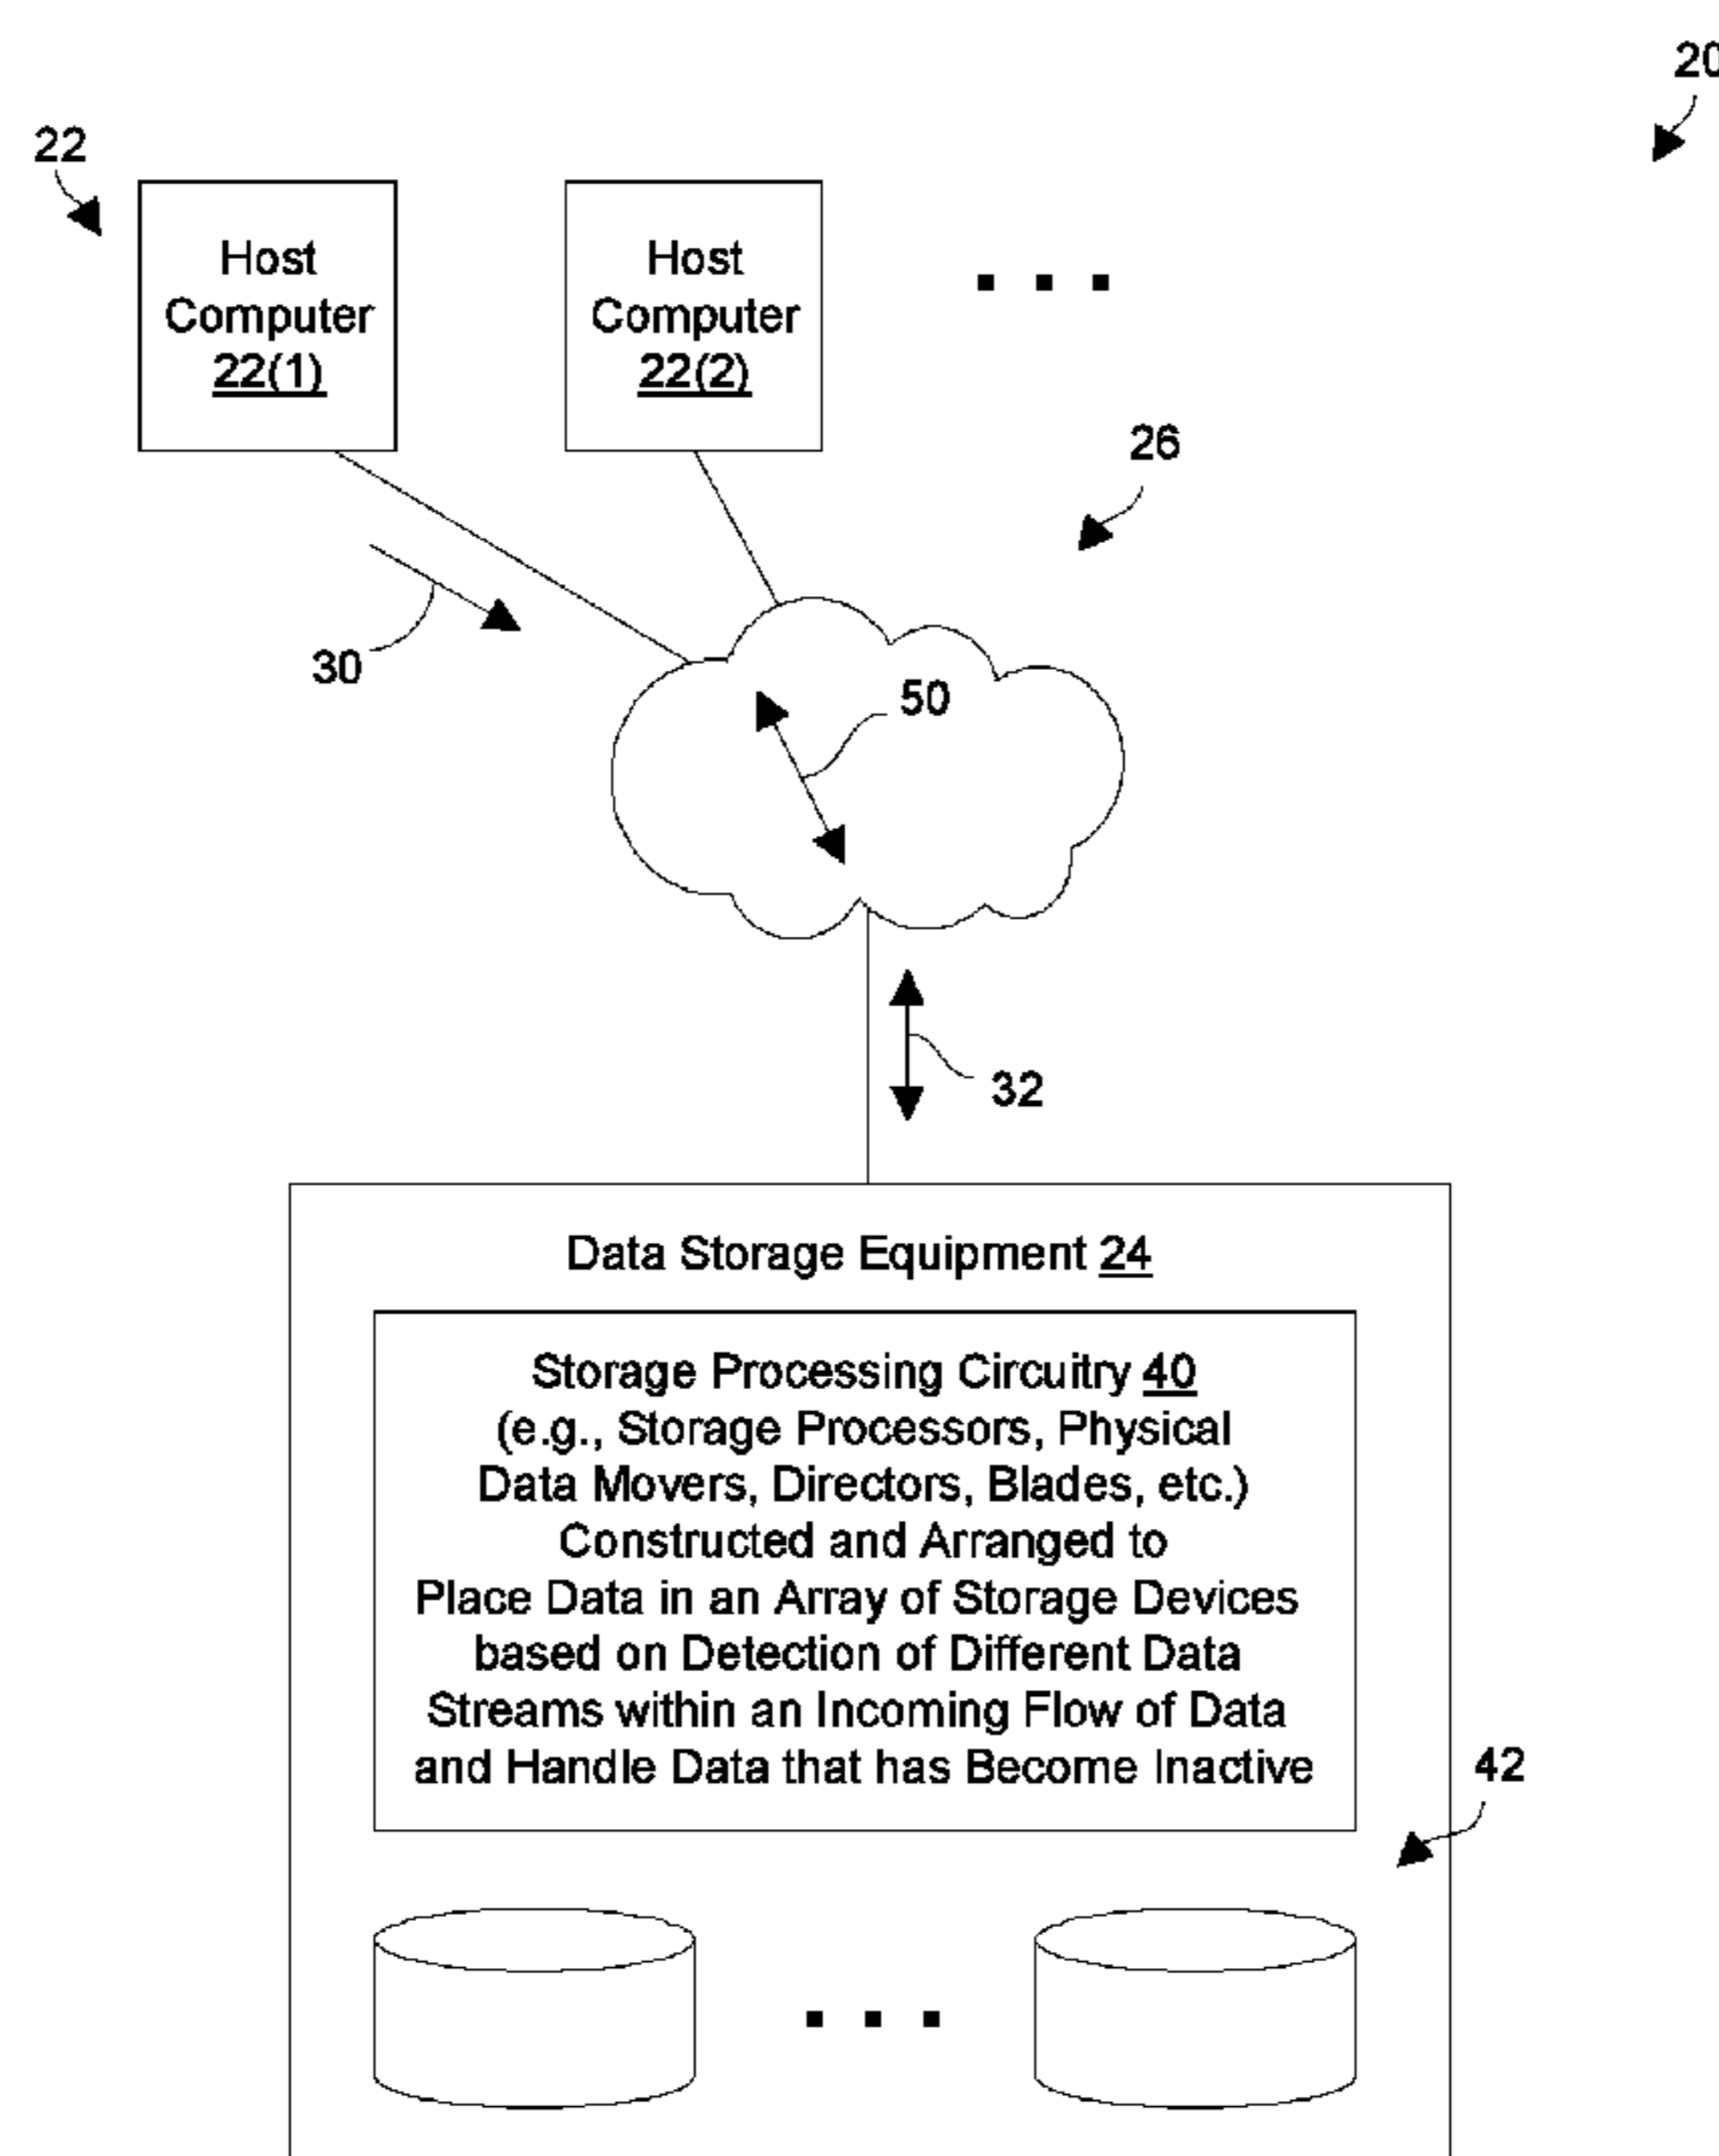 20
22
Host
Computer
22(1)
Host
Computer
22(2)
. . .
26
30
50
32
Data Storage Equipment 24
Storage Processing Circuitry 40
(e.g., Storage Processors, Physical
Data Movers, Directors, Blades, etc.)
Constructed and Arranged to
Place Data in an Array of Storage Devices
based on Detection of Different Data
Streams within an Incoming Flow of Data
and Handle Data that has Become Inactive
42
. . .